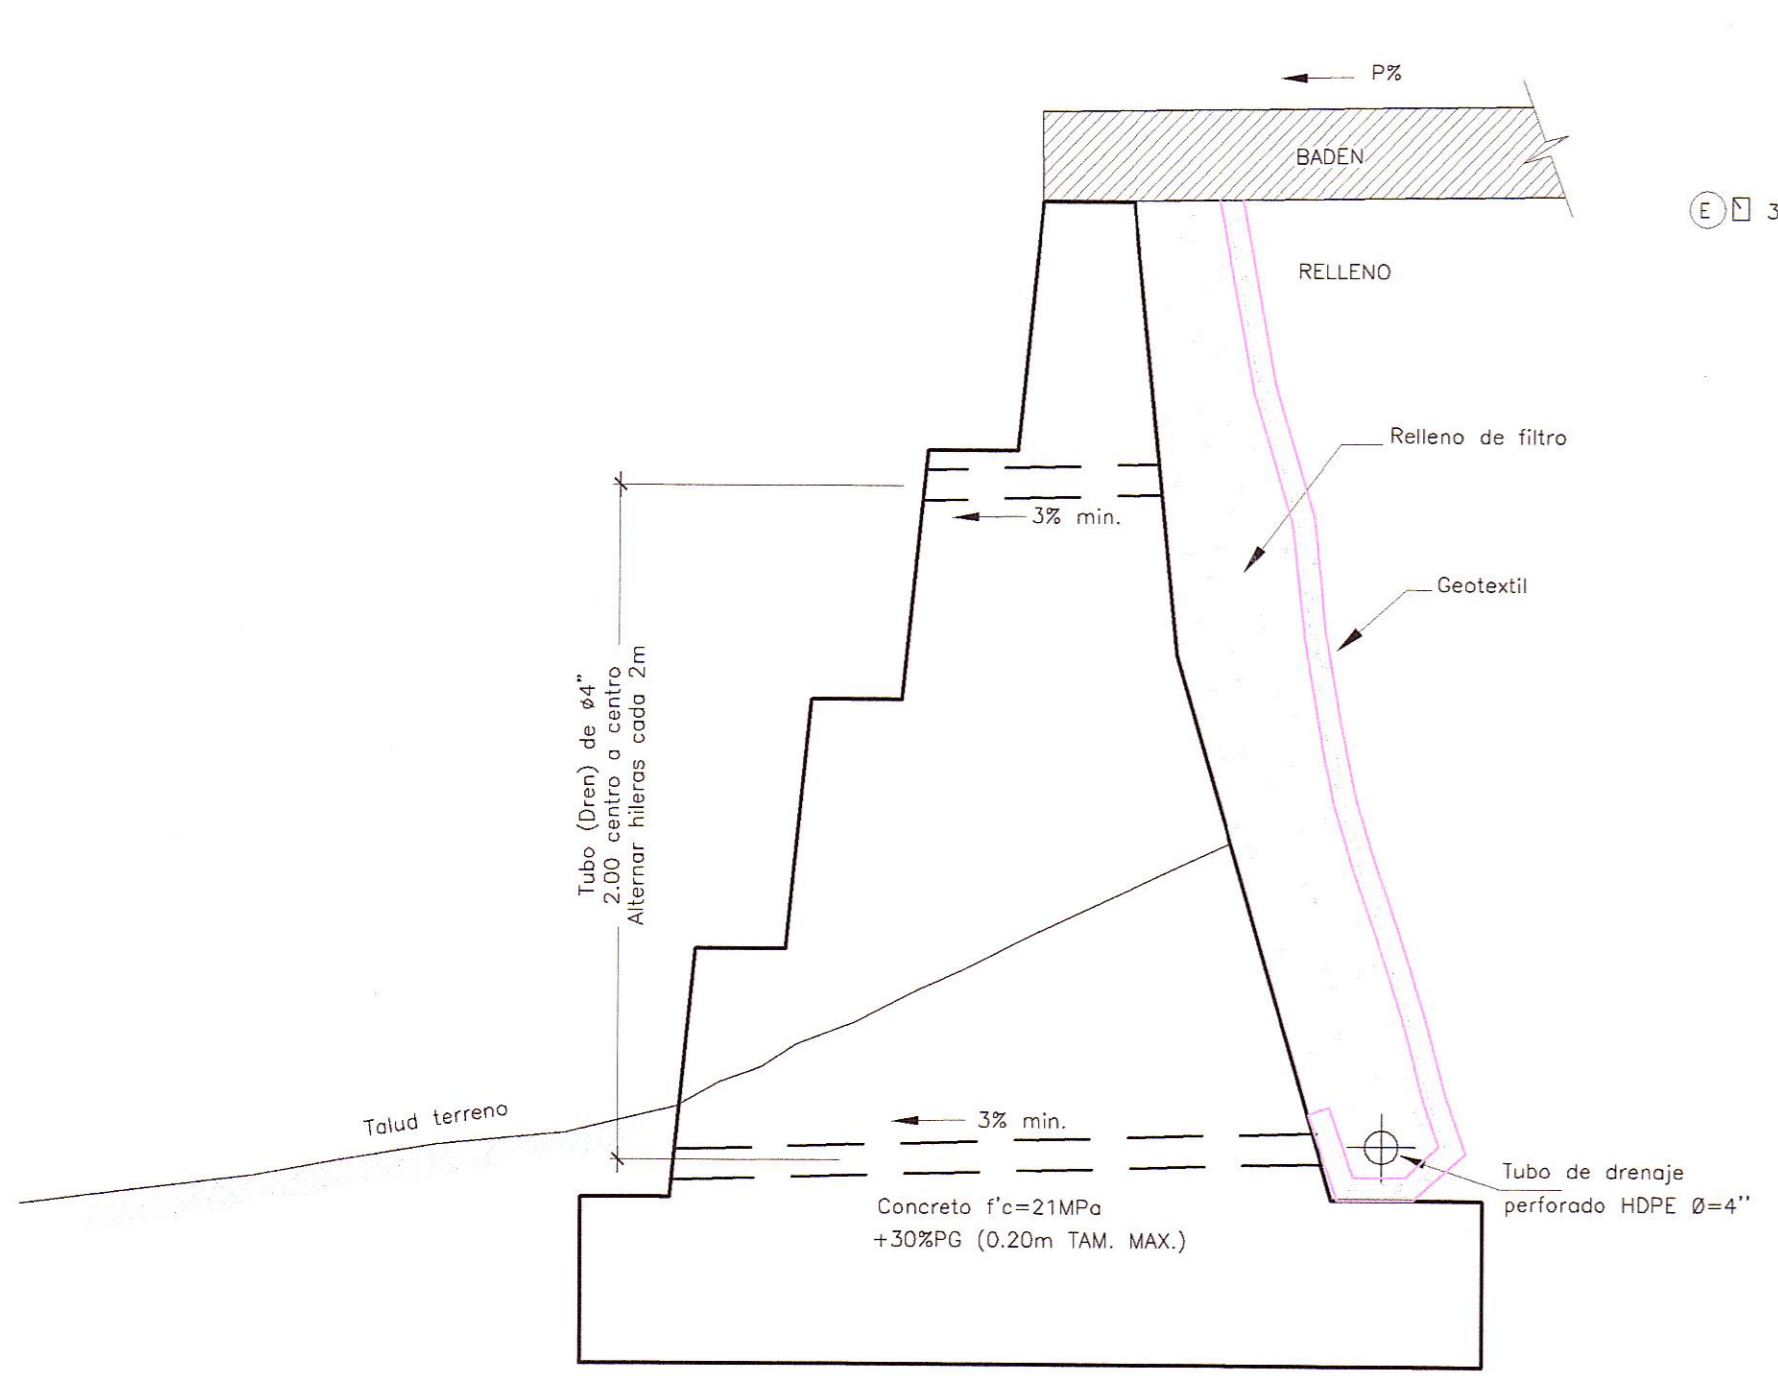 P%
BADEN
E 3
RELLENO
Relleno de filtro
3% min.
Geotextil
Tubo (Dren) de ø4"
2.00 centro a centro
Alternar hileras cada 2m
Talud terreno
3% min.
Tubo de drenaje
perforado HDPE Ø=4''
Concreto f'c=21MPa
+30%PG (0.20m TAM. MAX.)